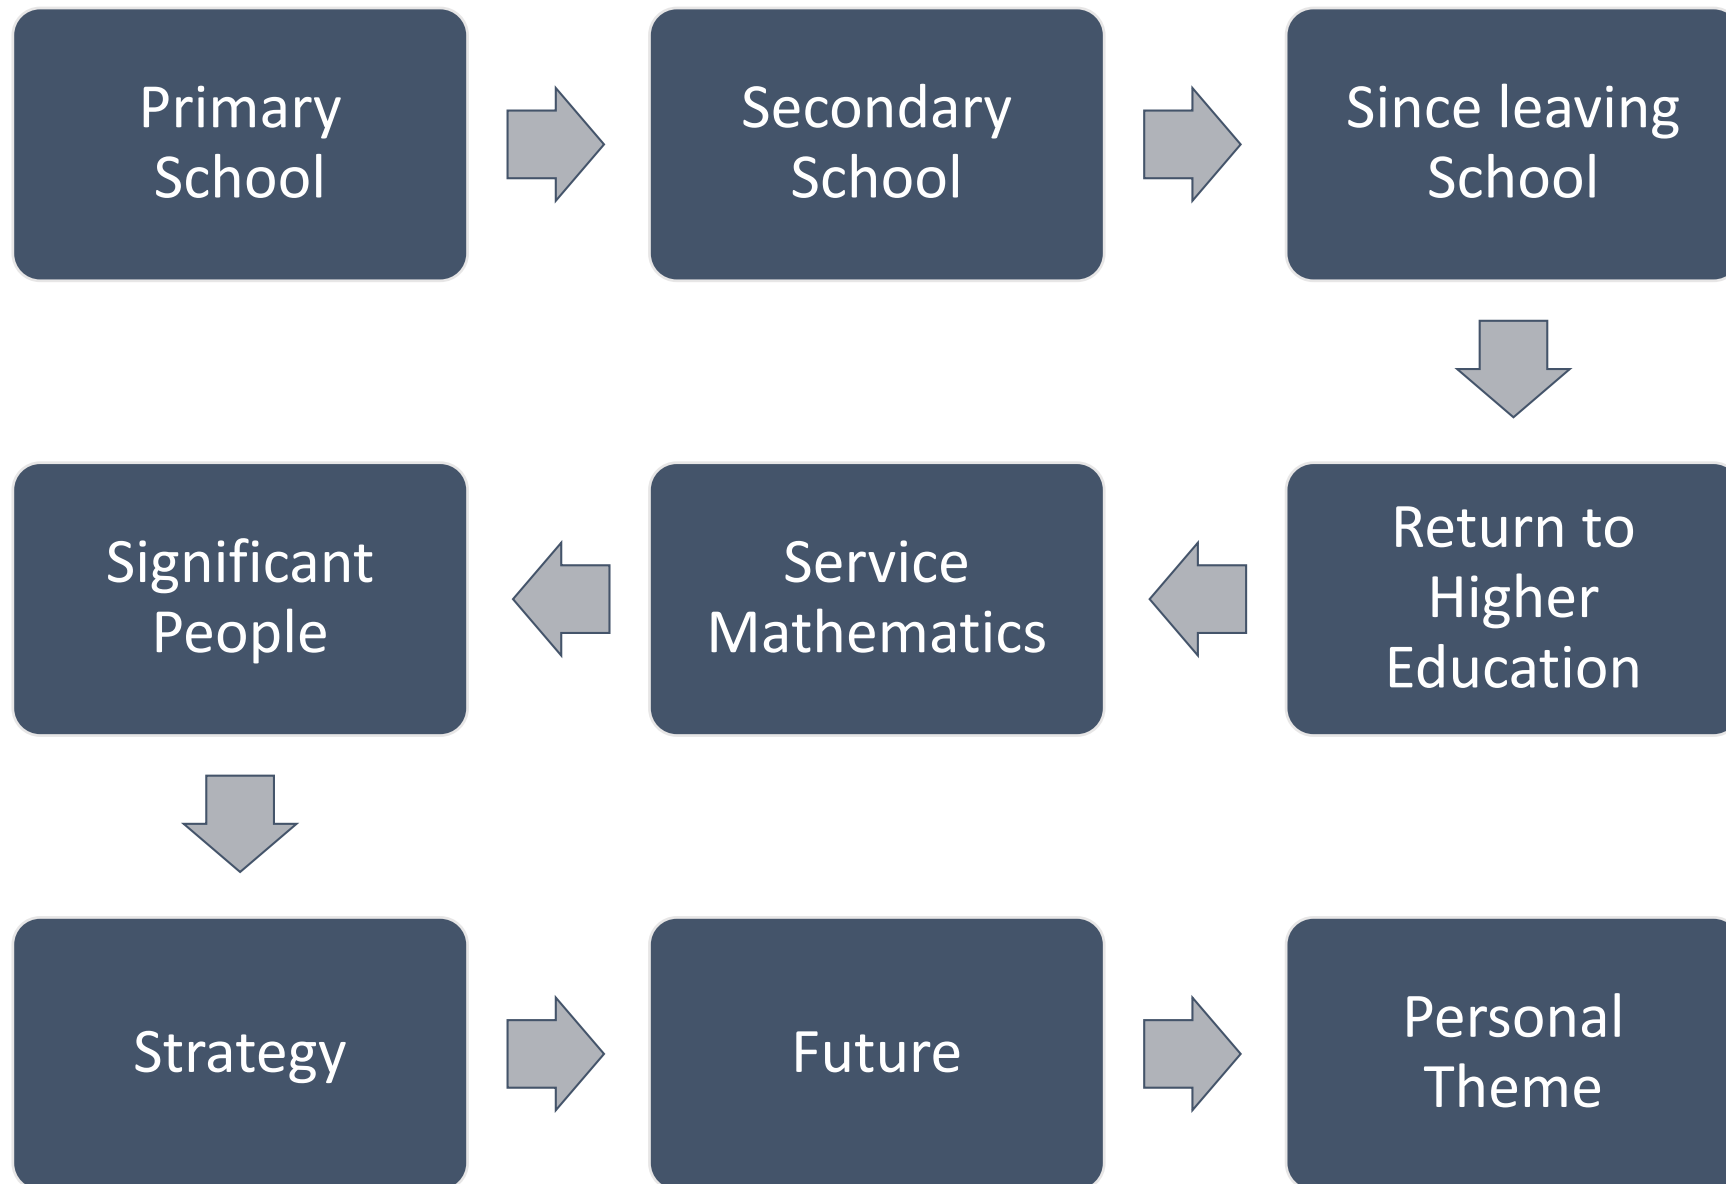 Primary
School
Secondary
School
Since leaving
School
Return to
Higher
Education
Service
Mathematics
Significant
People
Strategy
Future
Personal
Theme